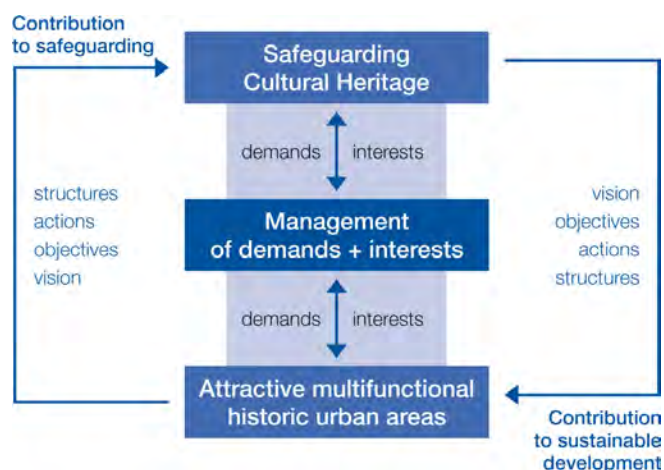 Contribution
to safeguarding
Safeguarding
Cultural Heritage
demands interests
structures
actions
objectives
vision
vision
objectives
actions
structures
Management
of demands + interests
demands interests
Attractive multifunctional
historic urban areas
Contribution
to sustainable
development